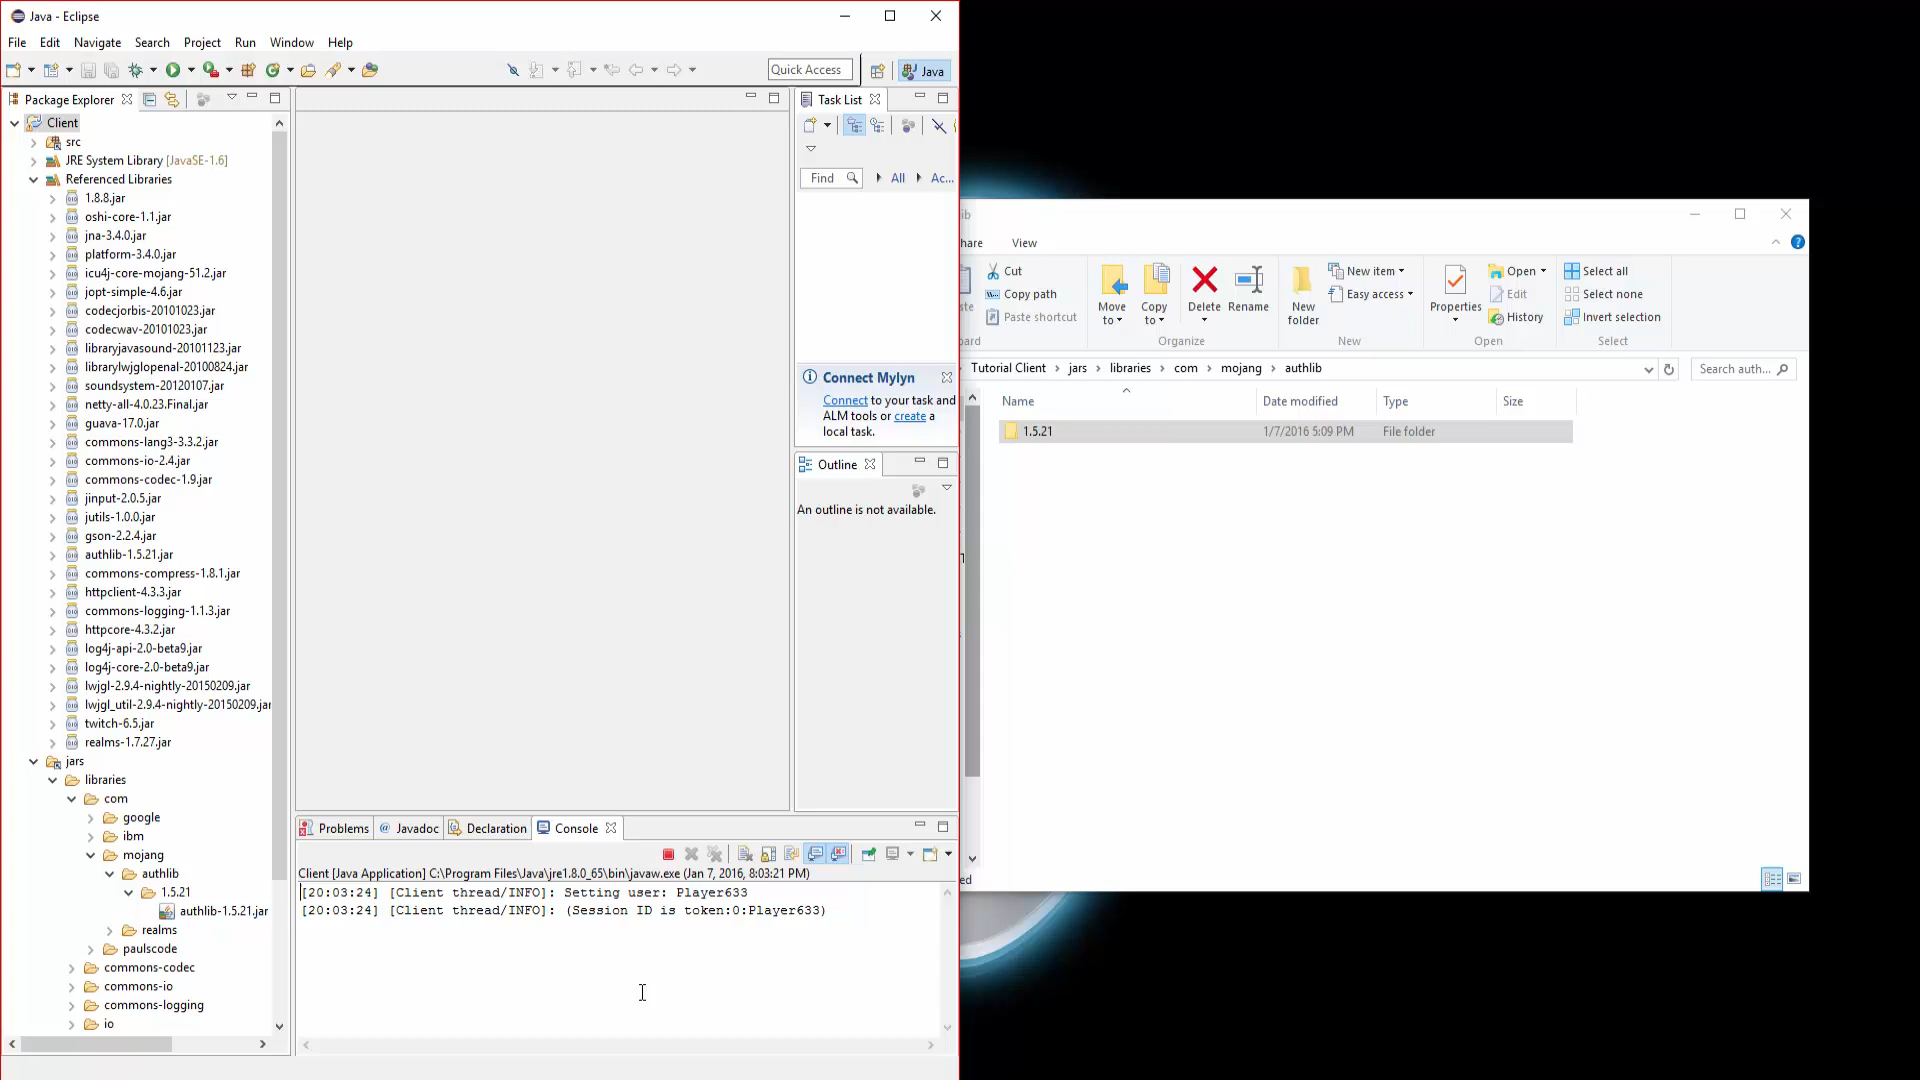 Java - Eclipse
File Edit Navigate Search Project Run Window Help
Quick Access
Java
Package Explorer
Client
src
JRE System Library [JavaSE-1.6]
Referenced Libraries
1.8.8.jar
oshi-core-1.1.jar
jna-3.4.0.jar
platform-3.4.0.jar
icu4j-core-mojang-51.2.jar
jopt-simple-4.6.jar
codecjorbis-20101023.jar
codecwav-20101023.jar
libraryjavasound-20101123.jar
librarylwjglopenal-20100824.jar
soundsystem-20120107.jar
netty-all-4.0.23.Final.jar
guava-17.0.jar
commons-lang3-3.3.2.jar
commons-io-2.4.jar
commons-codec-1.9.jar
jinput-2.0.5.jar
jutils-1.0.0.jar
gson-2.2.4.jar
authlib-1.5.21.jar
commons-compress-1.8.1.jar
httpclient-4.3.3.jar
commons-logging-1.1.3.jar
httpcore-4.3.2.jar
log4j-api-2.0-beta9.jar
log4j-core-2.0-beta9.jar
lwjgl-2.9.4-nightly-20150209.jar
lwjgl_util-2.9.4-nightly-20150209.jar
twitch-6.5.jar
realms-1.7.27.jar
jars
libraries
com
google
ibm
mojang
authlib
1.5.21
authlib-1.5.21.jar
realms
paulscode
commons-codec
commons-io
commons-logging
io
Task List
Find
All
Ac...
Connect Mylyn
Connect to your task and
ALM tools or create a
local task.
Outline
An outline is not available.
Problems @ Javadoc Declaration Console
Client [Java Application] C:\Program Files\Java\jre1.8.0_65\bin\javaw.exe (Jan 7, 2016, 8:03:21 PM)
[20:03:24] [Client thread/INFO]: Setting user: Player633
[20:03:24] [Client thread/INFO]: (Session ID is token:0:Player633)
ib
hare View
Cut
Copy path
ste Paste shortcut
oard
Move to
Copy to
Delete
Rename
Organize
New folder
New item
Easy access
New
Properties
Open
Edit
History
Open
Select all
Select none
Invert selection
Select
Tutorial Client > jars > libraries > com > mojang > authlib
Search auth...
Name Date modified Type Size
1.5.21 1/7/2016 5:09 PM File folder
ed